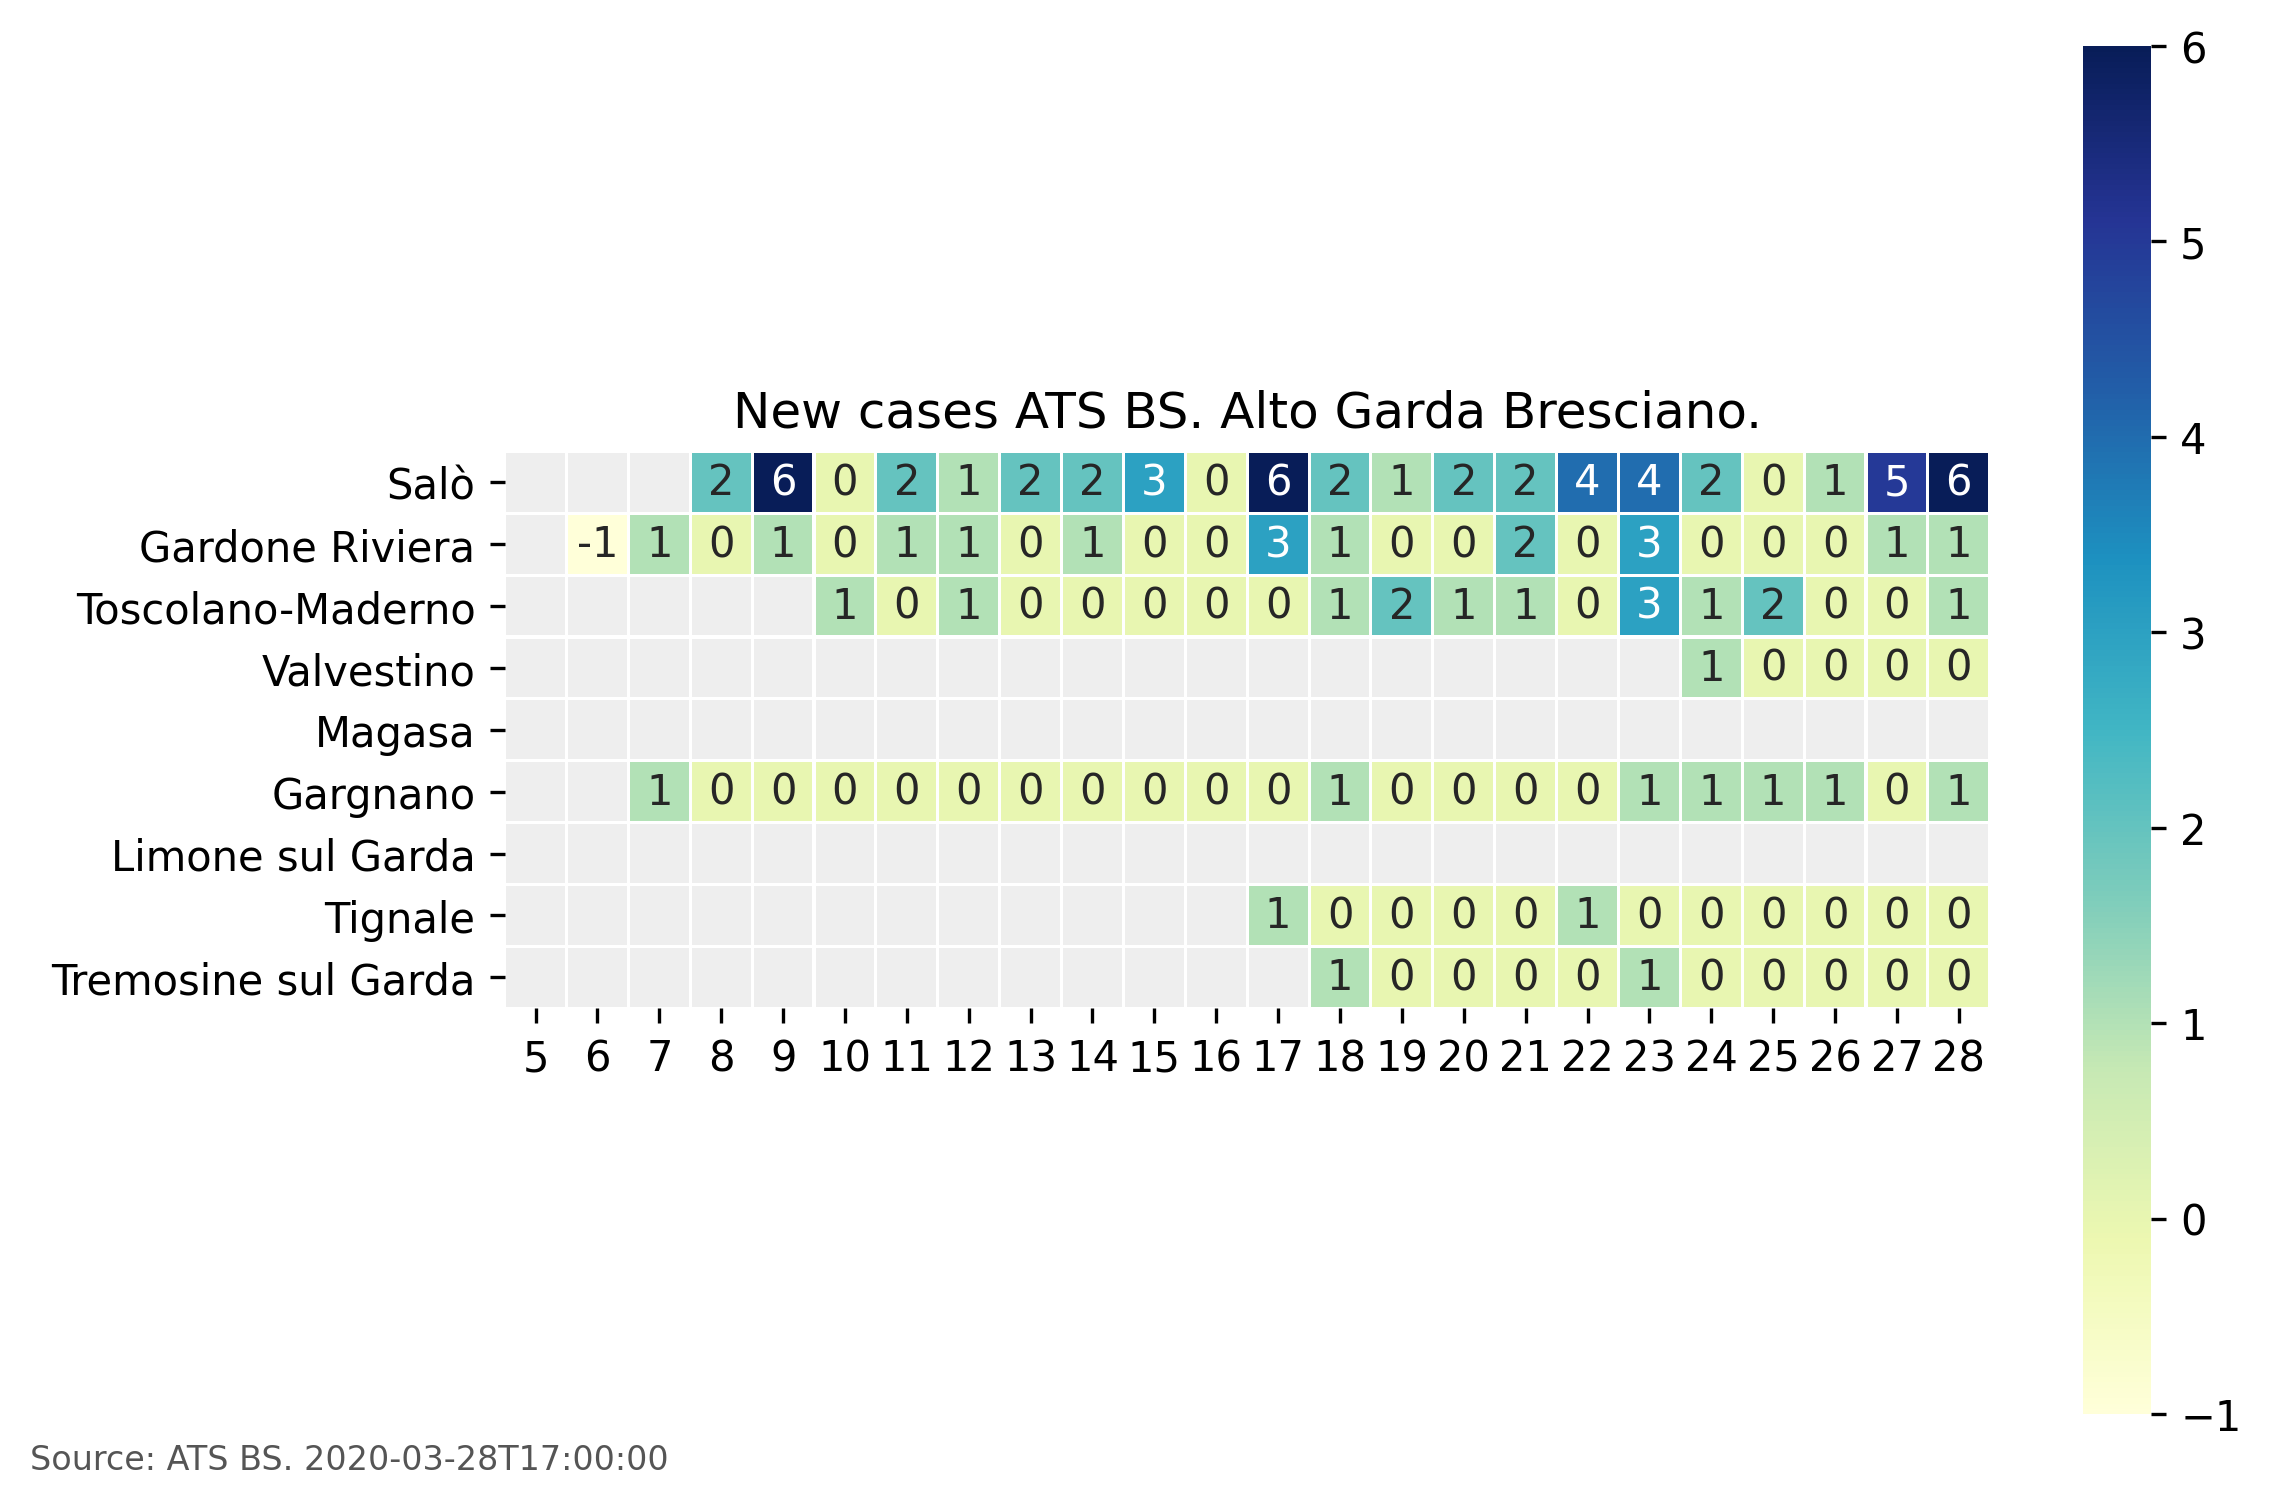 New cases ATS BS. Alto Garda Bresciano.
Salò 2 6 0 2 1 2 2 3 0 6 2 1 2 2 4 4 2 0 1 5 6
Gardone Riviera -1 1 0 1 0 1 1 0 1 0 0 3 1 0 0 2 0 3 0 0 0 1 1
Toscolano-Maderno 1 0 1 0 0 0 0 0 1 2 1 1 0 3 1 2 0 0 1
Valvestino 1 0 0 0 0
Magasa
Gargnano 1 0 0 0 0 0 0 0 0 0 0 1 0 0 0 0 1 1 1 1 0 1
Limone sul Garda
Tignale 1 0 0 0 0 1 0 0 0 0 0 0
Tremosine sul Garda 1 0 0 0 0 1 0 0 0 0 0
5 6 7 8 9 10 11 12 13 14 15 16 17 18 19 20 21 22 23 24 25 26 27 28
6
5
4
3
2
1
0
−1
Source: ATS BS. 2020-03-28T17:00:00